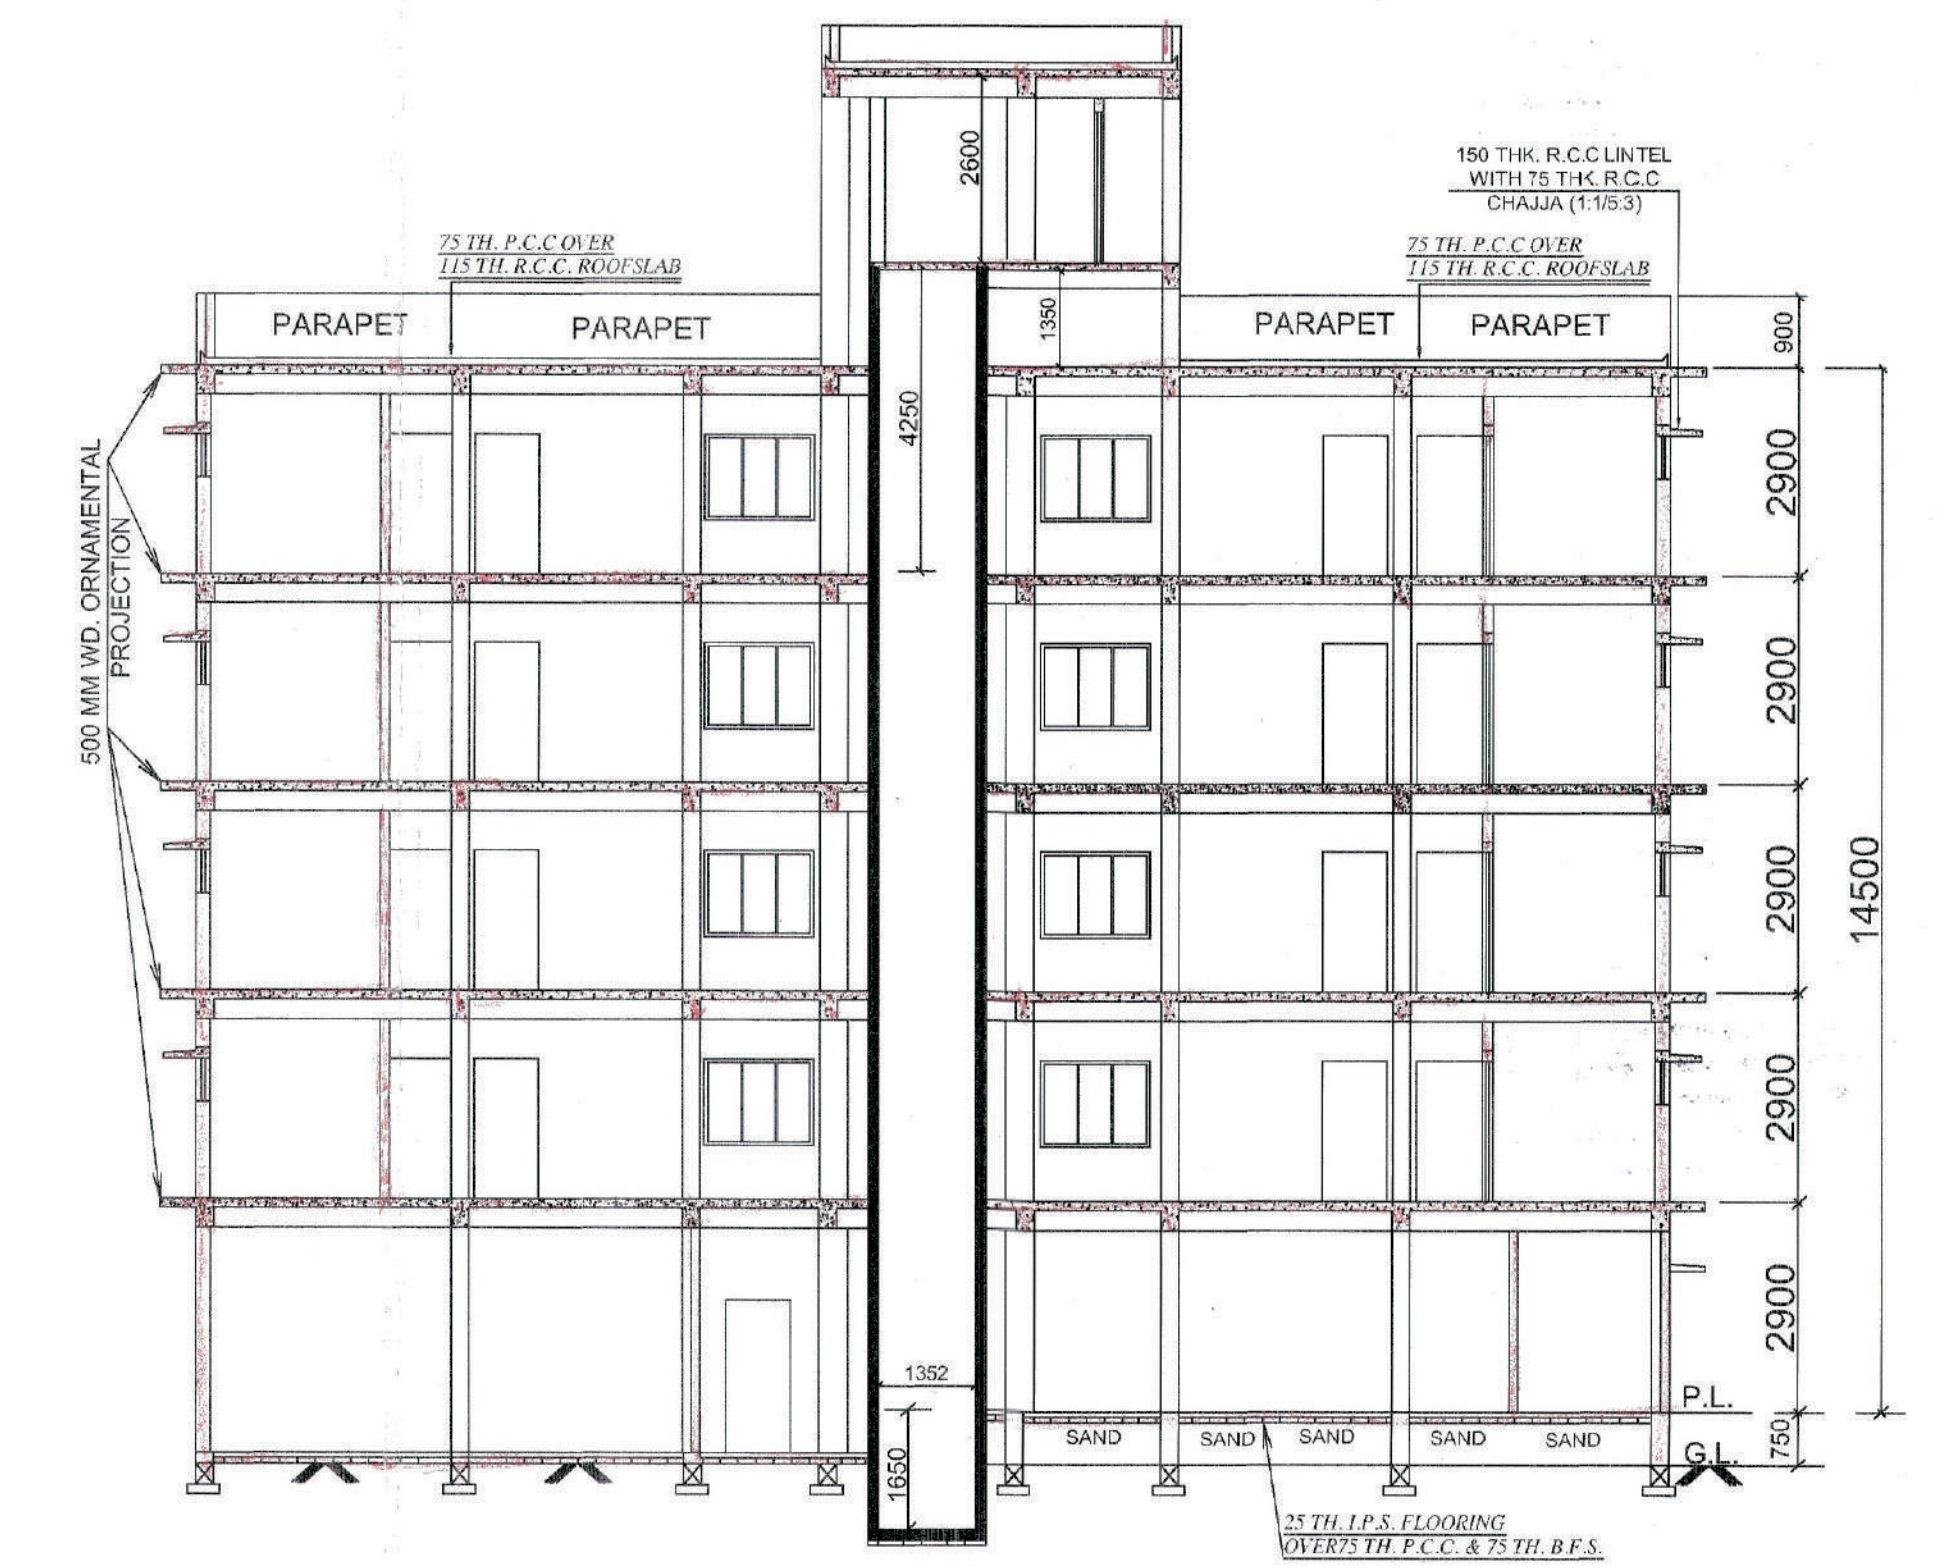 2600
150 THK. R.C.C LINTEL
WITH 75 THK. R.C.C
CHAJJA (1:1/5:3)
75 TH. P.C.C OVER
115 TH. R.C.C. ROOFSLAB
75 TH. P.C.C OVER
115 TH. R.C.C. ROOFSLAB
PARAPET
PARAPET
1350
PARAPET
PARAPET
900
4250
2900
500 MM WD. ORNAMENTAL
PROJECTION
2900
2900
14500
2900
2900
1352
P.L.
1650
SAND
SAND
SAND
SAND
SAND
750
G.L.
25 TH. I.P.S. FLOORING
OVER75 TH. P.C.C. & 75 TH. B.F.S.